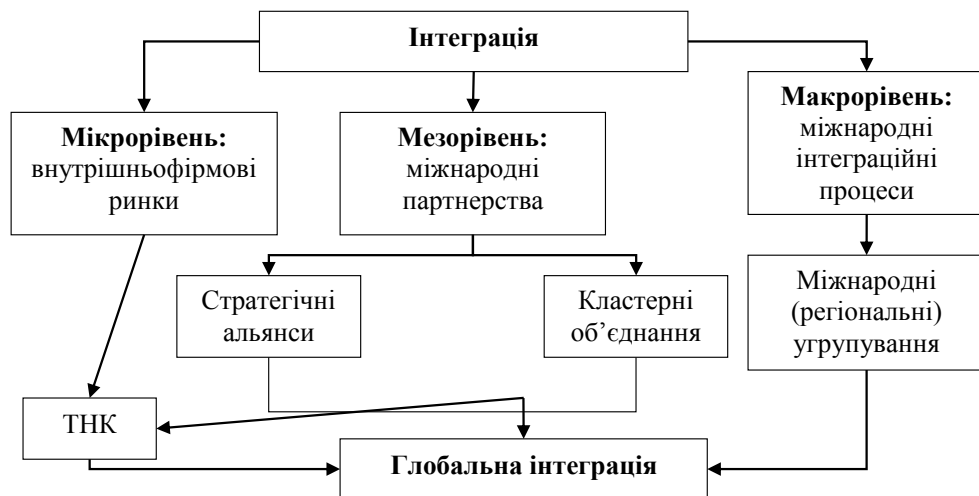 Інтеграція
Мікрорівень:
внутрішньофірмові
ринки
Мезорівень:
міжнародні
партнерства
Макрорівень:
міжнародні
інтеграційні
процеси
Стратегічні
альянси
Кластерні
об’єднання
Міжнародні
(регіональні)
угрупування
ТНК
Глобальна інтеграція